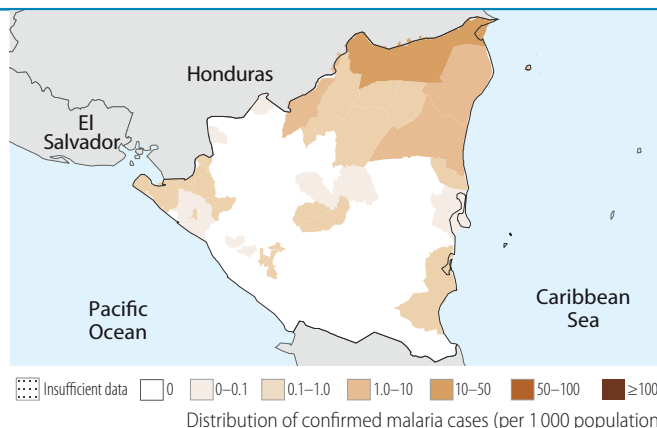 Honduras
El
Salvador
Pacific
Ocean
Caribbean
Sea
Insufficient data 0 0–0.1 0.1–1.0 1.0–10 10–50 50–100 ≥100
Distribution of confirmed malaria cases (per 1 000 population